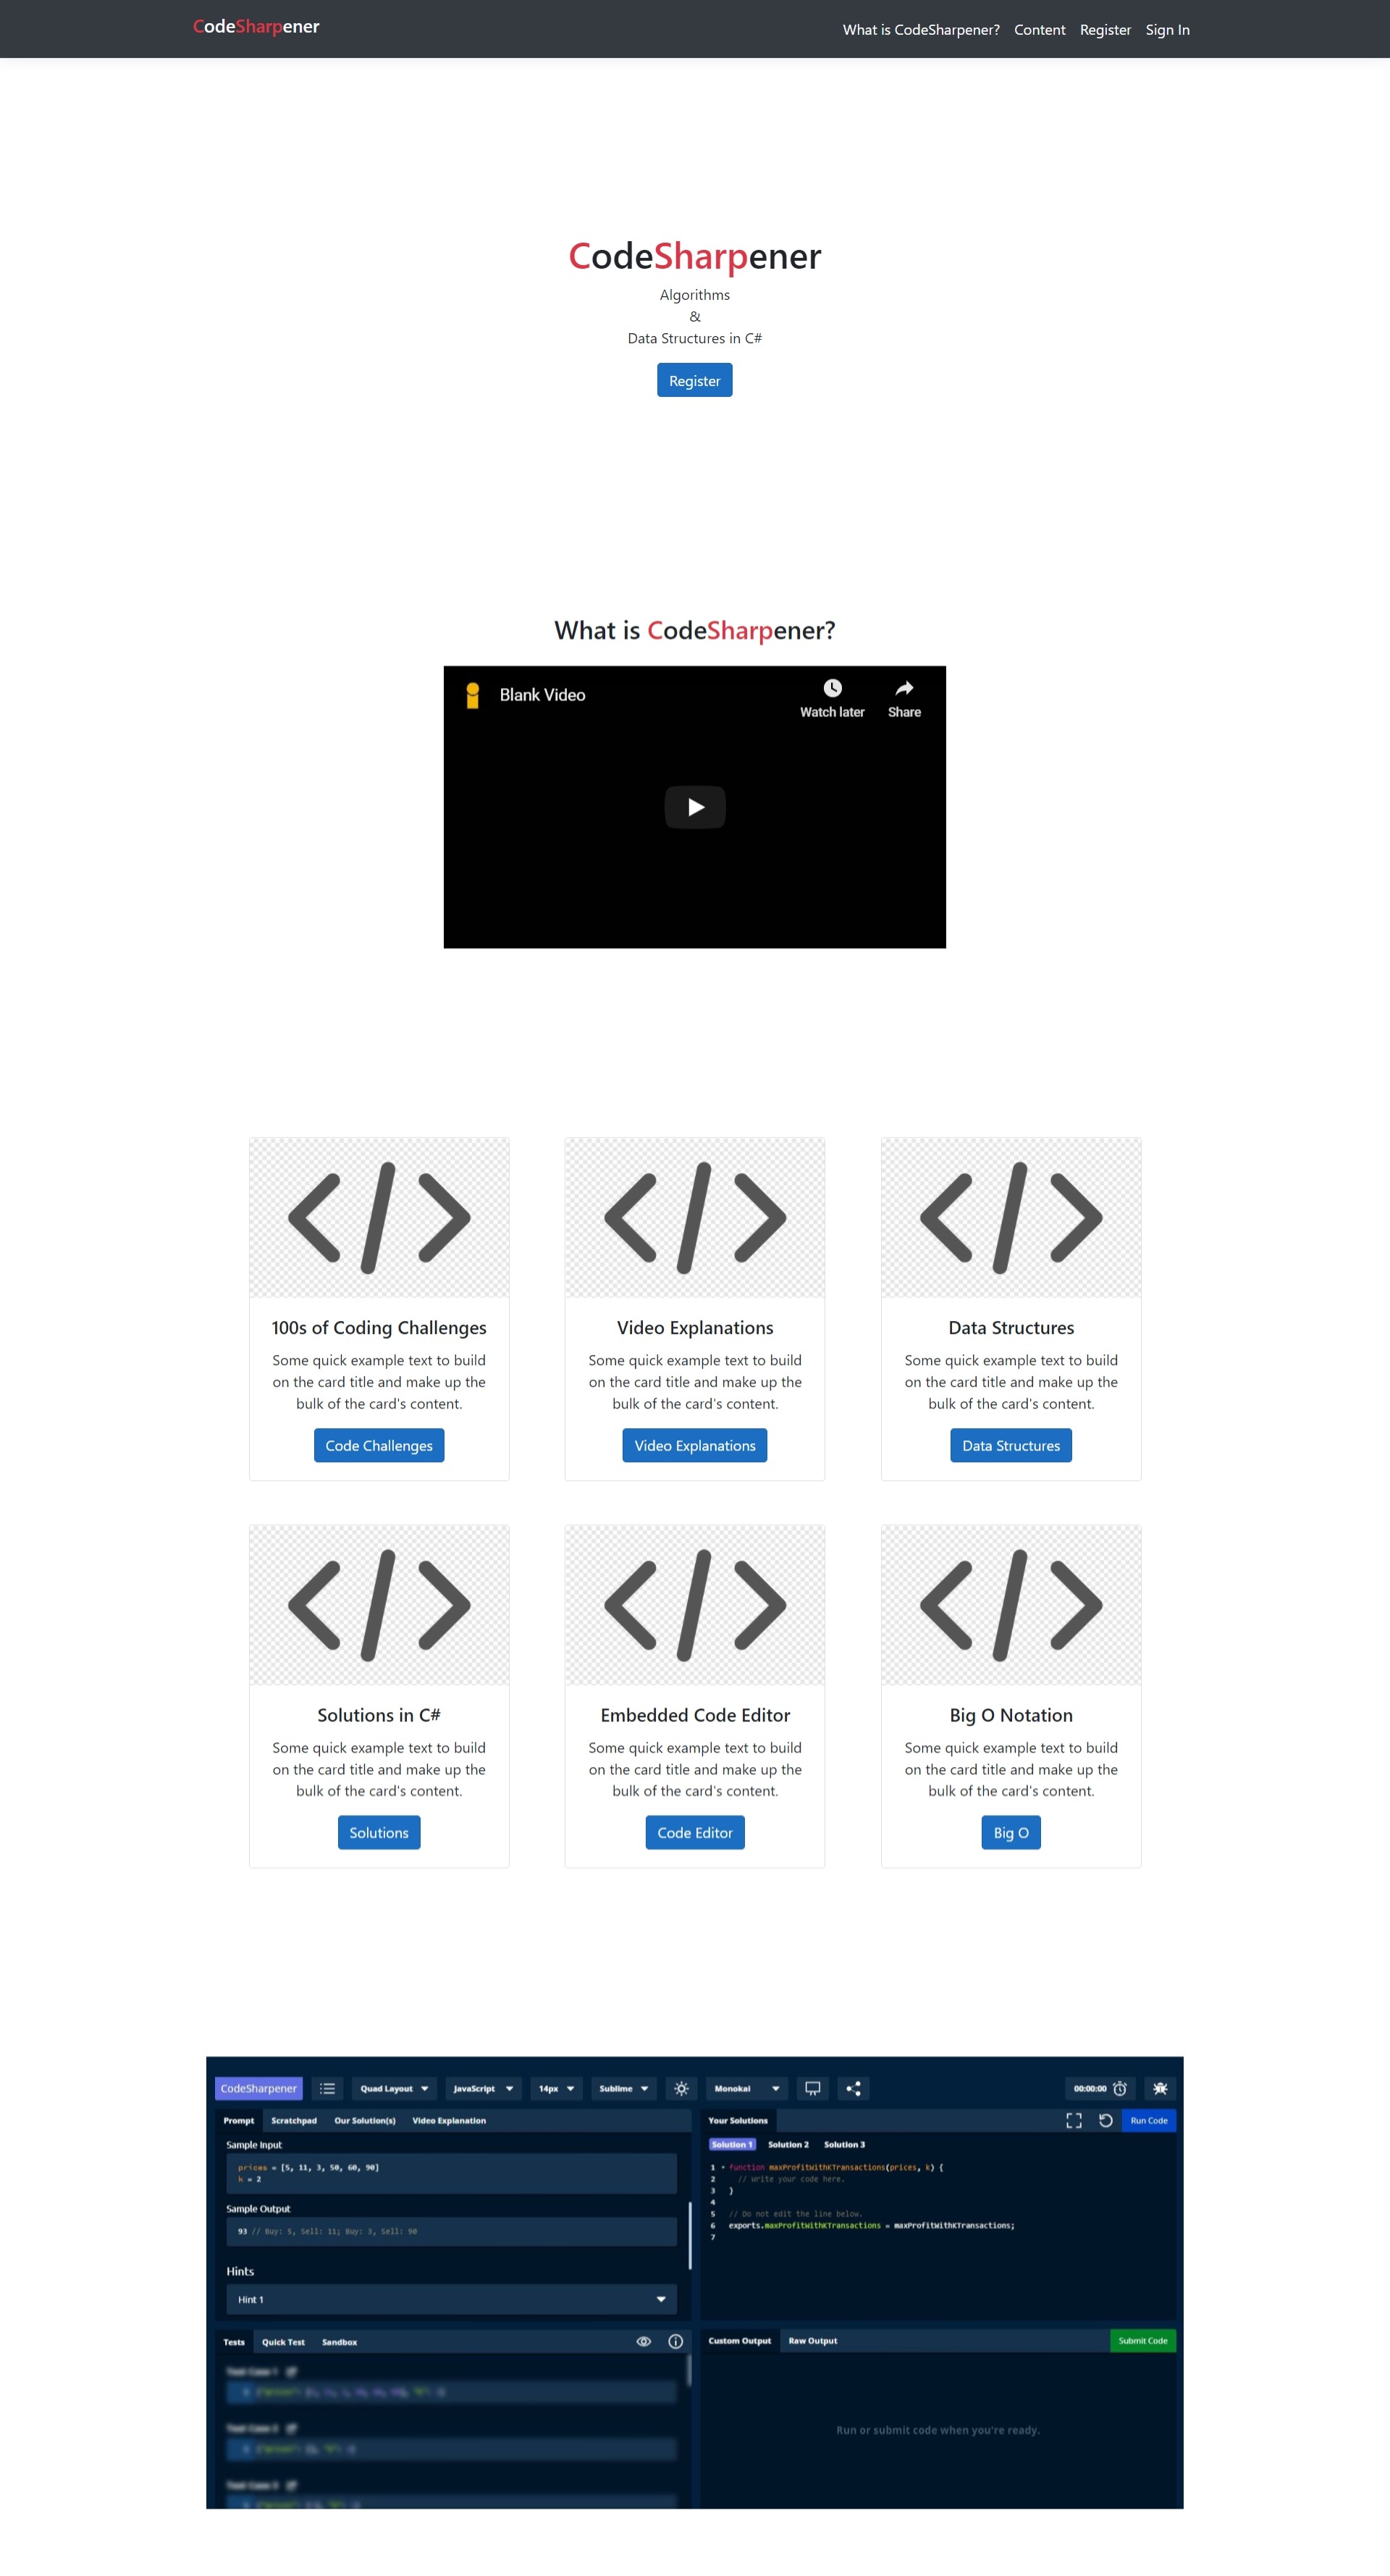 CodeSharpener
What is CodeSharpener? Content Register Sign In
CodeSharpener
Algorithms
&
Data Structures in C#
Register
What is CodeSharpener?
Blank Video
Watch later Share
100s of Coding Challenges
Some quick example text to build
on the card title and make up the
bulk of the card's content.
Code Challenges
Video Explanations
Some quick example text to build
on the card title and make up the
bulk of the card's content.
Video Explanations
Data Structures
Some quick example text to build
on the card title and make up the
bulk of the card's content.
Data Structures
Solutions in C#
Some quick example text to build
on the card title and make up the
bulk of the card's content.
Solutions
Embedded Code Editor
Some quick example text to build
on the card title and make up the
bulk of the card's content.
Code Editor
Big O Notation
Some quick example text to build
on the card title and make up the
bulk of the card's content.
Big O
CodeSharpener Quad Layout JavaScript 14px Sublime Monokai 00:00:00
Prompt Scratchpad Our Solution(s) Video Explanation
Sample Input
prices = [5, 11, 3, 50, 60, 90]
k = 2
Sample Output
93 // Buy: 5, Sell: 11; Buy: 3, Sell: 90
Hints
Hint 1
Your Solutions Run Code
Solution 1 Solution 2 Solution 3
1 function maxProfitWithKTransactions(prices, k) {
2 // Write your code here.
3 }
4
5 // Do not edit the line below.
6 exports.maxProfitWithKTransactions = maxProfitWithKTransactions;
7
Tests Quick Test Sandbox
Test Case 1
Test Case 2
Test Case 3
Custom Output Raw Output Submit Code
Run or submit code when you're ready.